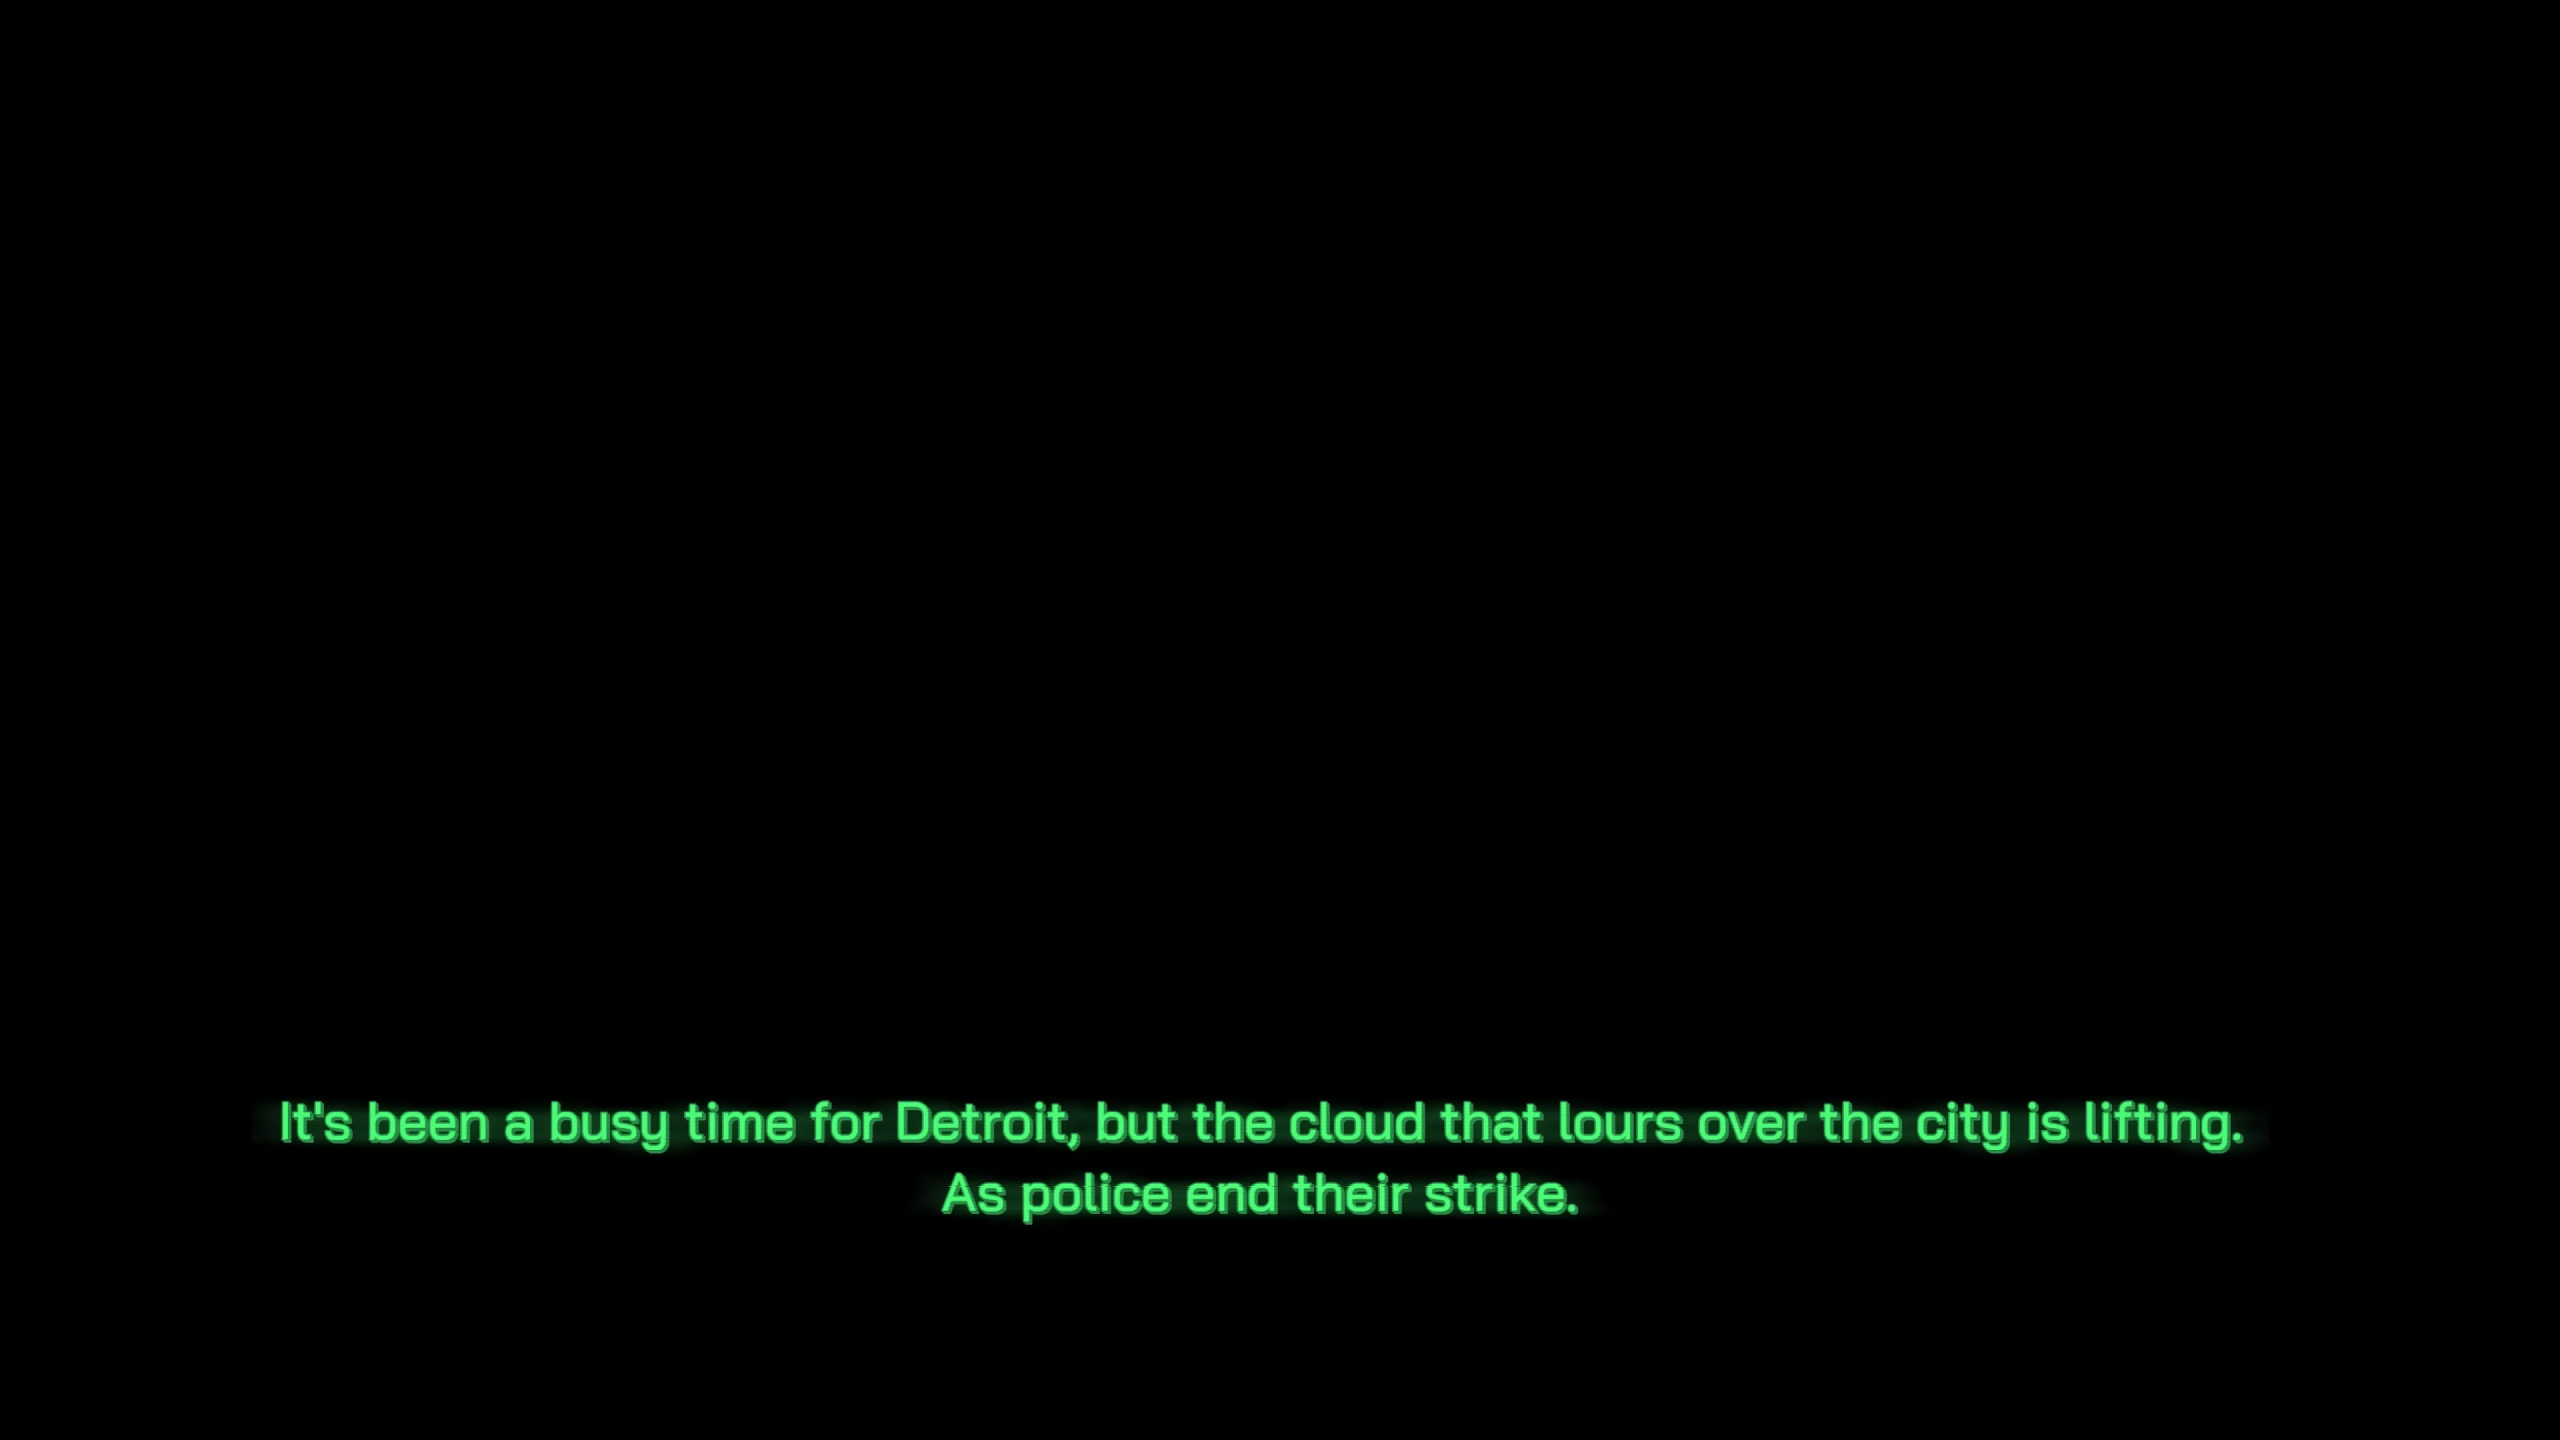 It's been a busy time for Detroit, but the cloud that lours over the city is lifting.
As police end their strike.